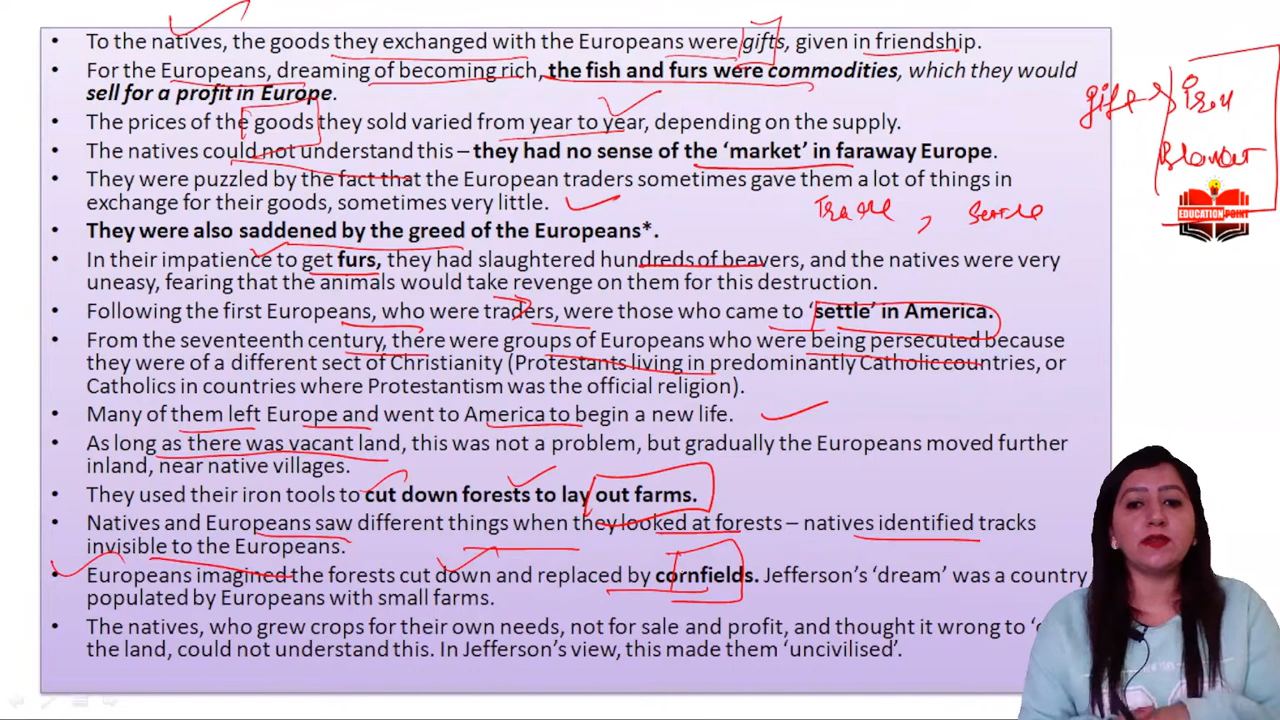 • To the natives, the goods they exchanged with the Europeans were gifts, given in friendship.
• For the Europeans, dreaming of becoming rich, the fish and furs were commodities, which they would
sell for a profit in Europe.
• The prices of the goods they sold varied from year to year, depending on the supply.
• The natives could not understand this – they had no sense of the ‘market’ in faraway Europe.
• They were puzzled by the fact that the European traders sometimes gave them a lot of things in
exchange for their goods, sometimes very little.
• They were also saddened by the greed of the Europeans*.
• In their impatience to get furs, they had slaughtered hundreds of beavers, and the natives were very
uneasy, fearing that the animals would take revenge on them for this destruction.
• Following the first Europeans, who were traders, were those who came to ‘settle’ in America.
• From the seventeenth century, there were groups of Europeans who were being persecuted because
they were of a different sect of Christianity (Protestants living in predominantly Catholic countries, or
Catholics in countries where Protestantism was the official religion).
• Many of them left Europe and went to America to begin a new life.
• As long as there was vacant land, this was not a problem, but gradually the Europeans moved further
inland, near native villages.
• They used their iron tools to cut down forests to lay out farms.
• Natives and Europeans saw different things when they looked at forests – natives identified tracks
invisible to the Europeans.
• Europeans imagined the forests cut down and replaced by cornfields. Jefferson’s ‘dream’ was a country
populated by Europeans with small farms.
• The natives, who grew crops for their own needs, not for sale and profit, and thought it wrong to
the land, could not understand this. In Jefferson’s view, this made them ‘uncivilised’.
gift
Trade , Settle
EDUCATION POINT